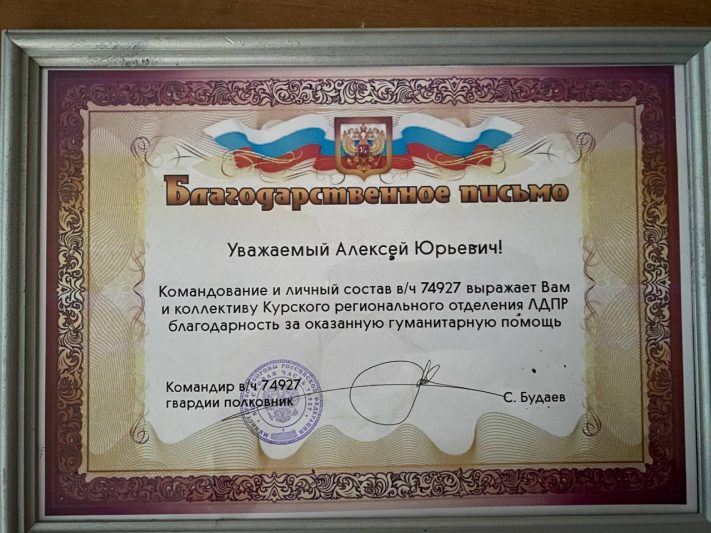 Благодарственное письмо
Уважаемый Алексей Юрьевич!
Командование и личный состав в/ч 74927 выражает Вам
и коллективу Курского регионального отделения ЛДПР
благодарность за оказанную гуманитарную помощь
Командир в/ч 74927
гвардии полковник
С. Будаев